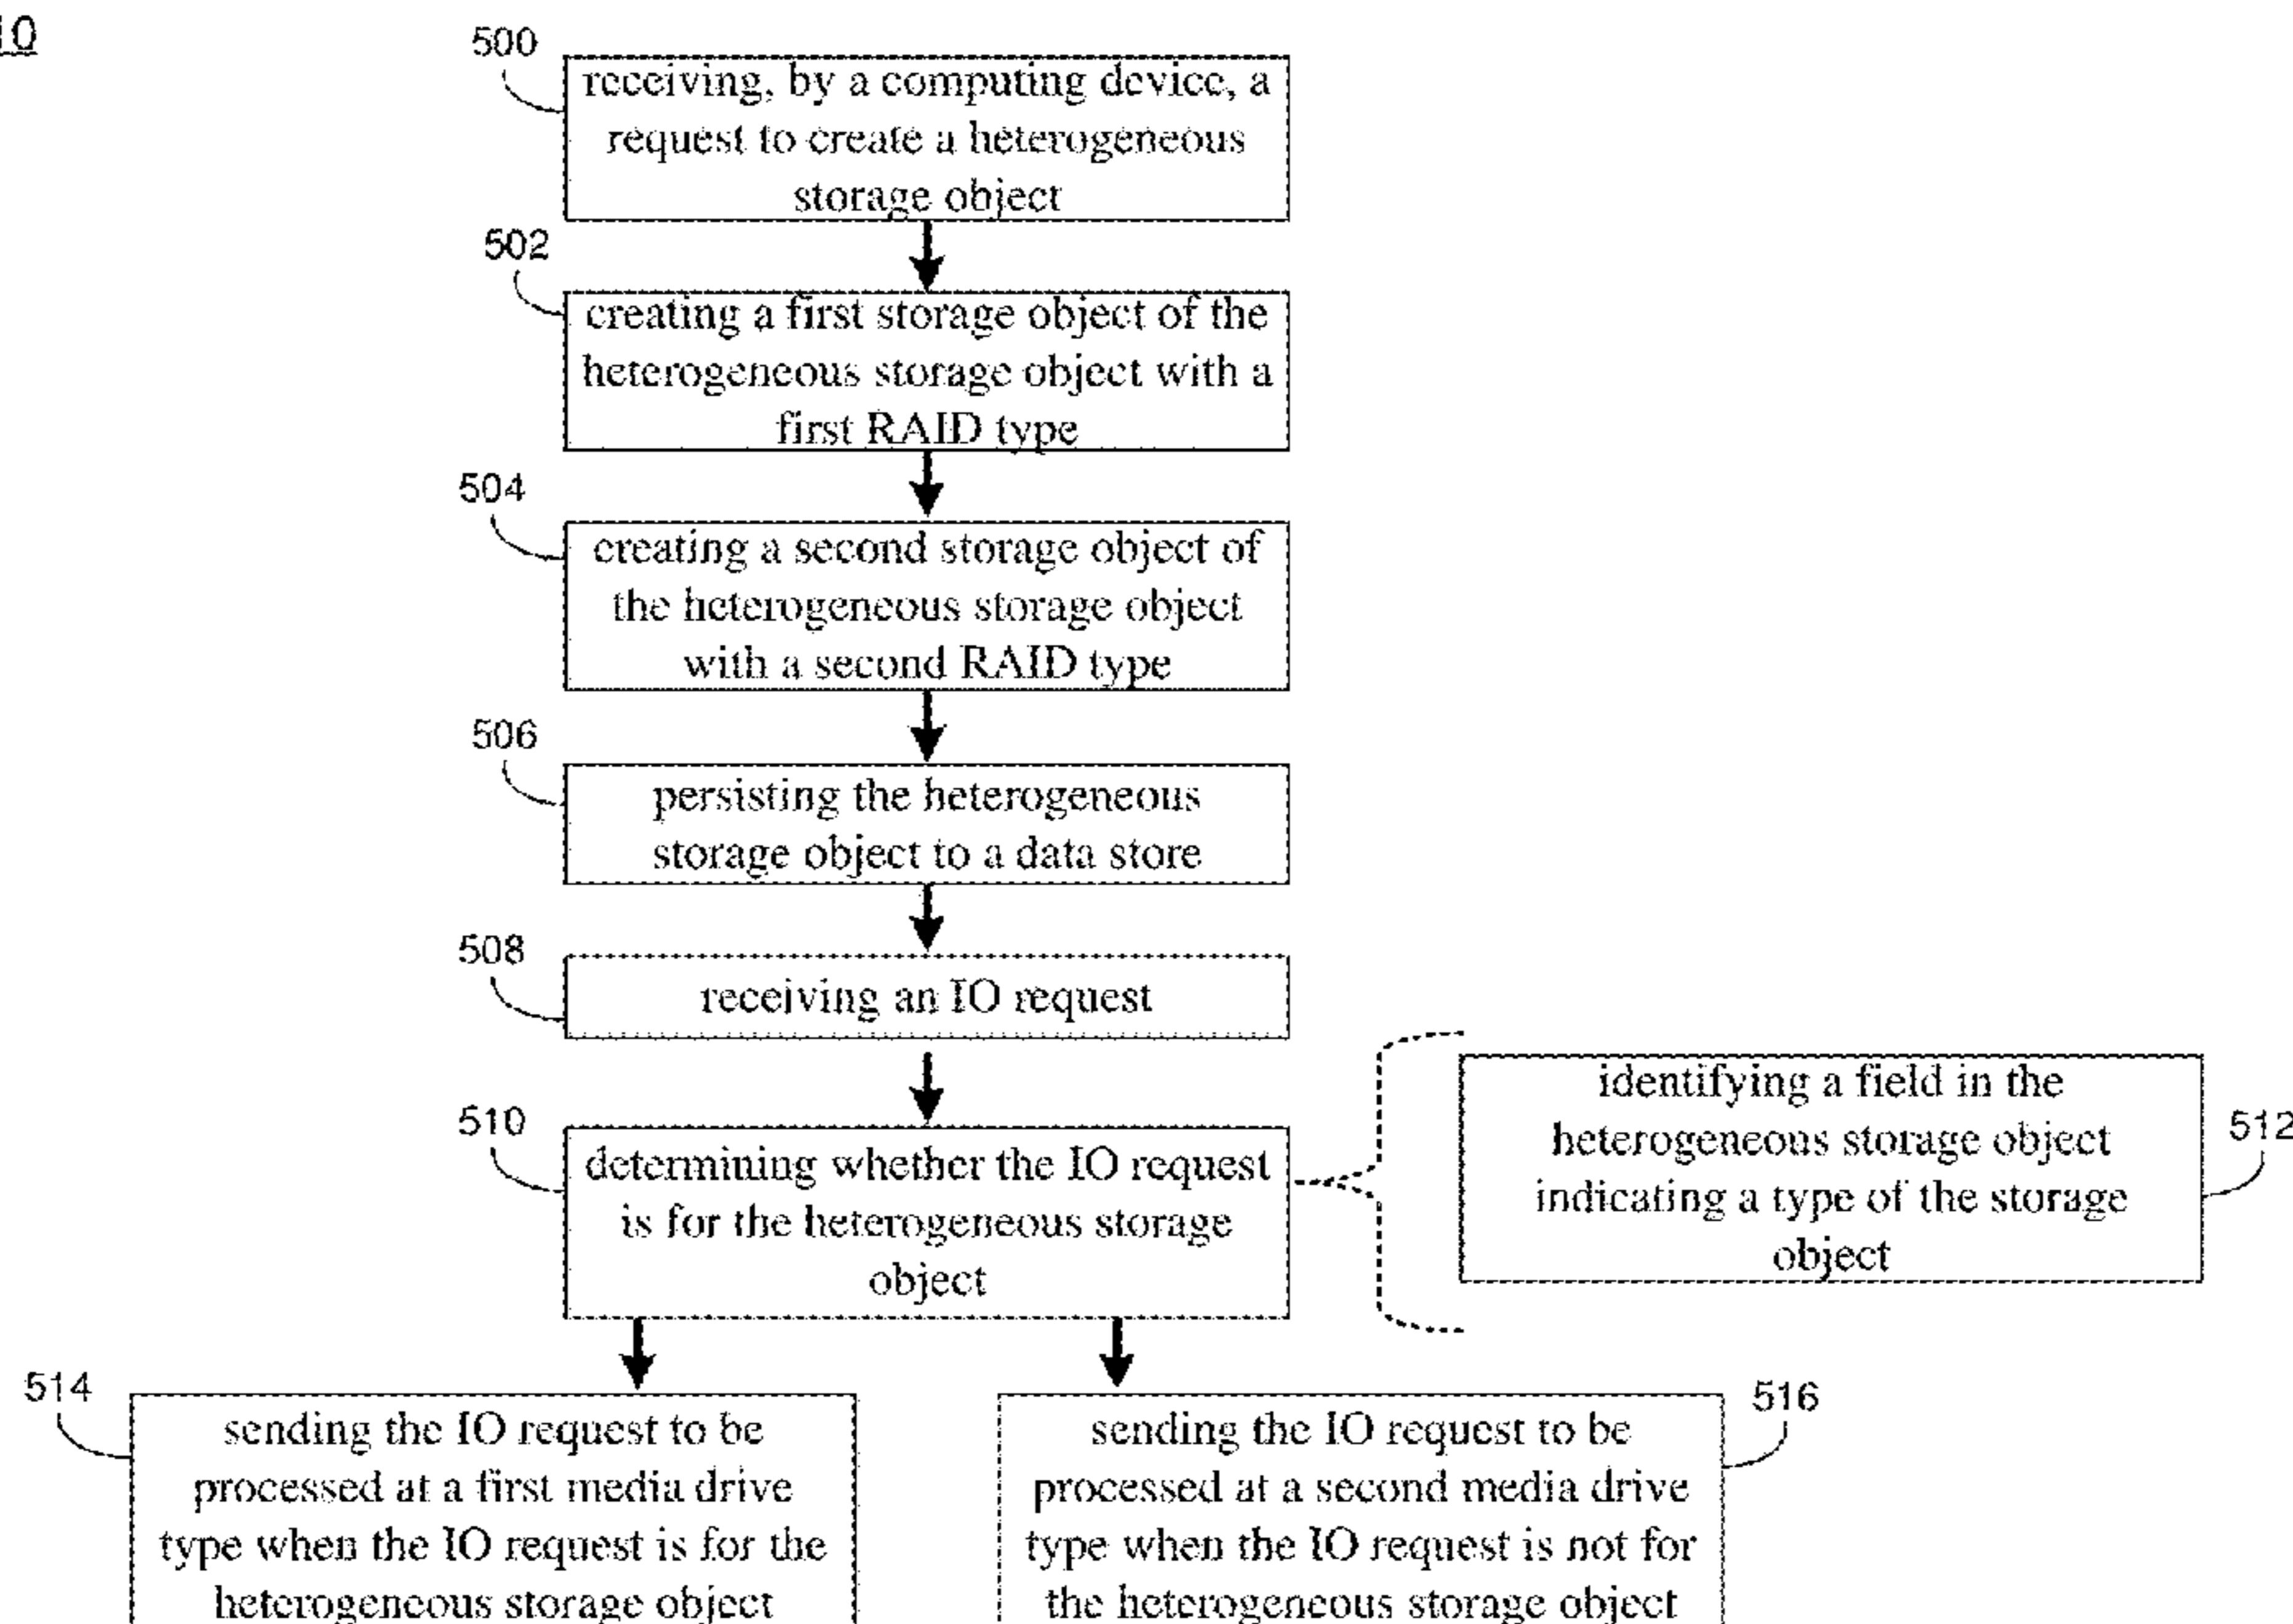 10
500
receiving, by a computing device, a
request to create a heterogeneous
storage object
502
creating a first storage object of the
heterogeneous storage object with a
first RAID type
504
creating a second storage object of
the heterogeneous storage object
with a second RAID type
506
persisting the heterogeneous
storage object to a data store
508
receiving an IO request
510
determining whether the IO request
is for the heterogeneous storage
object
identifying a field in the
heterogeneous storage object
indicating a type of the storage
object
512
514
sending the IO request to be
processed at a first media drive
type when the IO request is for the
heterogeneous storage object
516
sending the IO request to be
processed at a second media drive
type when the IO request is not for
the heterogeneous storage object